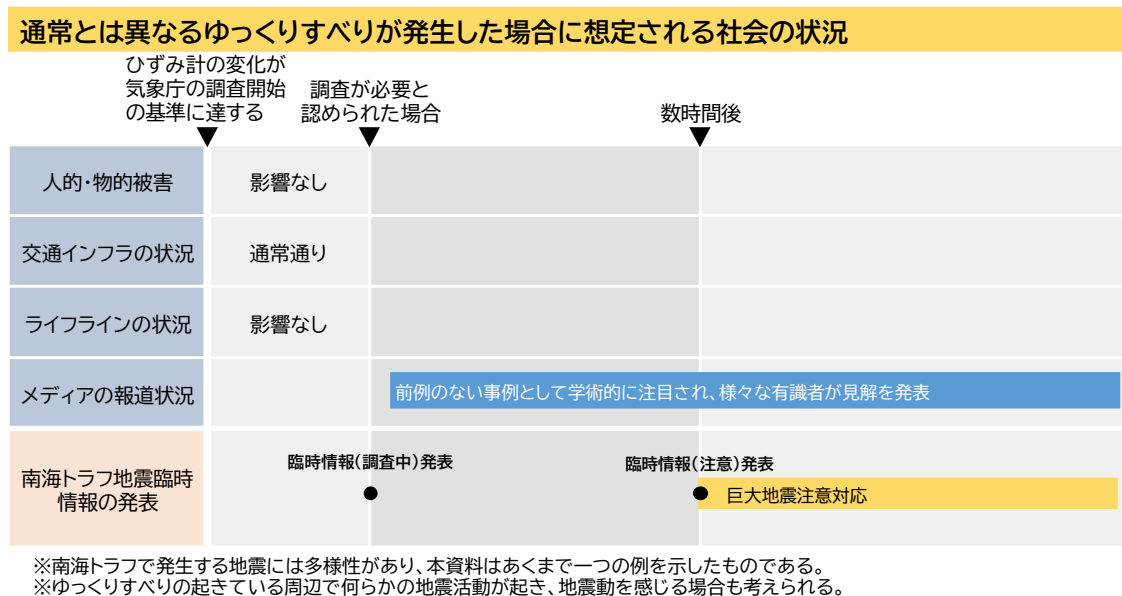 通常とは異なるゆっくりすべりが発生した場合に想定される社会の状況
ひずみ計の変化が
気象庁の調査開始
の基準に達する
調査が必要と
認められた場合
数時間後
人的・物的被害
影響なし
交通インフラの状況
通常通り
ライフラインの状況
影響なし
メディアの報道状況
前例のない事例として学術的に注目され、様々な有識者が見解を発表
南海トラフ地震臨時
情報の発表
臨時情報(調査中)発表
臨時情報(注意)発表
巨大地震注意対応
※南海トラフで発生する地震には多様性があり、本資料はあくまで一つの例を示したものである。
※ゆっくりすべりの起きている周辺で何らかの地震活動が起き、地震動を感じる場合も考えられる。